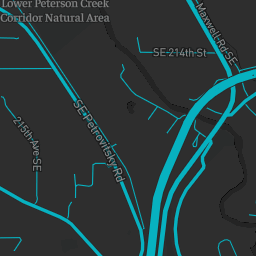 Lower Peterson Creek
Corridor Natural Area
Maxwell Rd SE
SE 214th St
SE Petrovitsky Rd
215th Ave SE